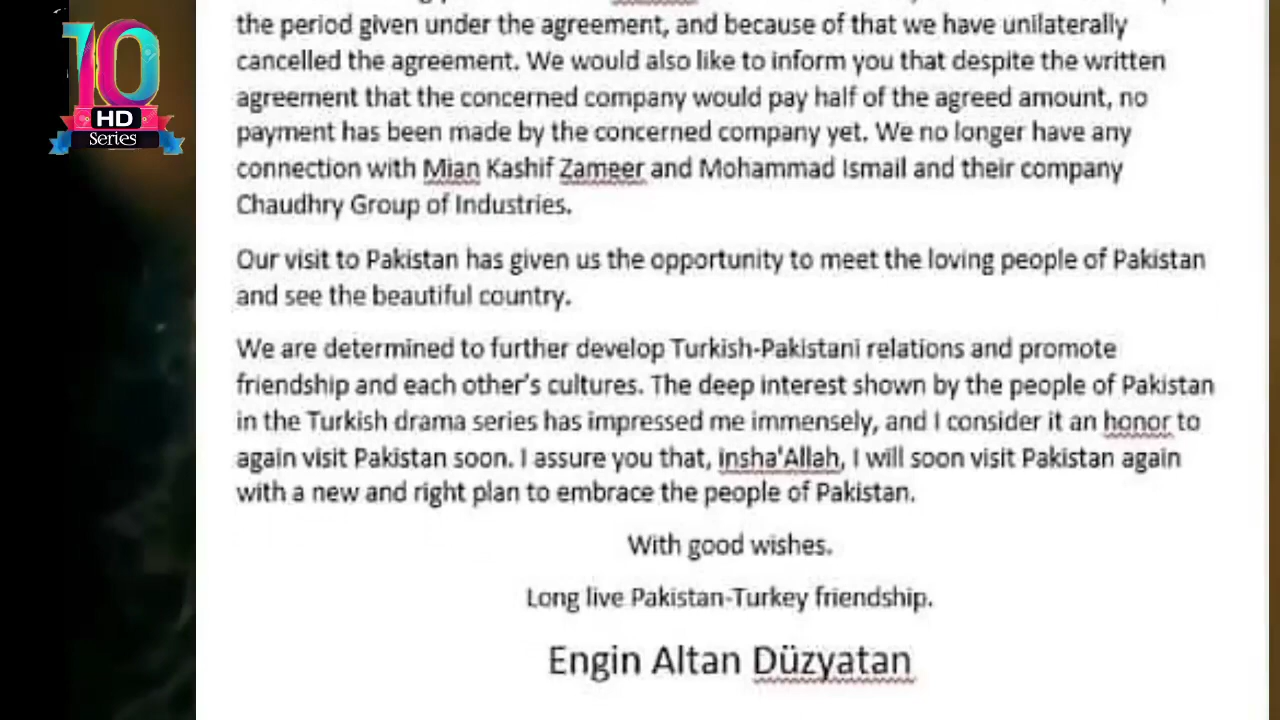 10
HD
Series
the period given under the agreement, and because of that we have unilaterally
cancelled the agreement. We would also like to inform you that despite the written
agreement that the concerned company would pay half of the agreed amount, no
payment has been made by the concerned company yet. We no longer have any
connection with Mian Kashif Zameer and Mohammad Ismail and their company
Chaudhry Group of Industries.
Our visit to Pakistan has given us the opportunity to meet the loving people of Pakistan
and see the beautiful country.
We are determined to further develop Turkish-Pakistani relations and promote
friendship and each other's cultures. The deep interest shown by the people of Pakistan
in the Turkish drama series has impressed me immensely, and I consider it an honor to
again visit Pakistan soon. I assure you that, insha'Allah, I will soon visit Pakistan again
with a new and right plan to embrace the people of Pakistan.
With good wishes.
Long live Pakistan-Turkey friendship.
Engin Altan Düzyatan